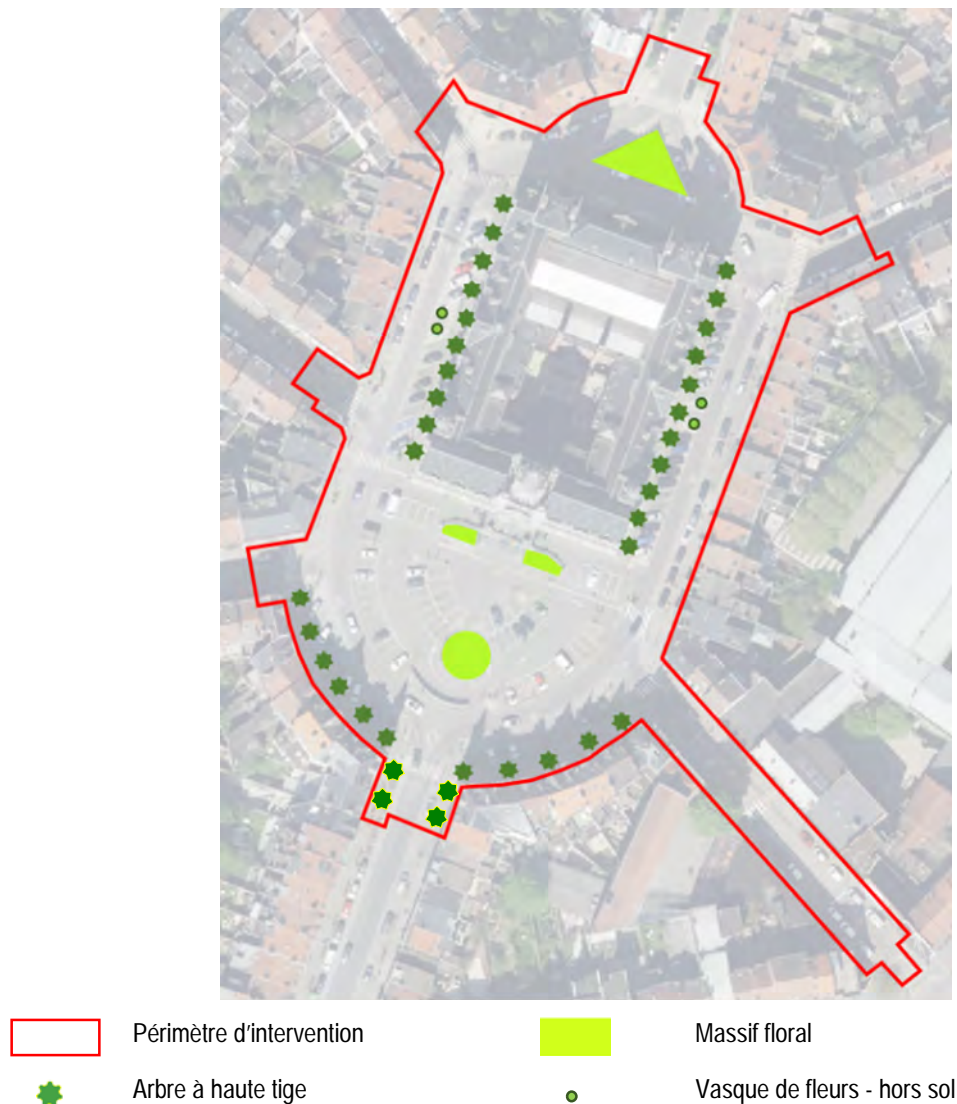 Périmètre d'intervention
Massif floral
Arbre à haute tige
Vasque de fleurs - hors sol